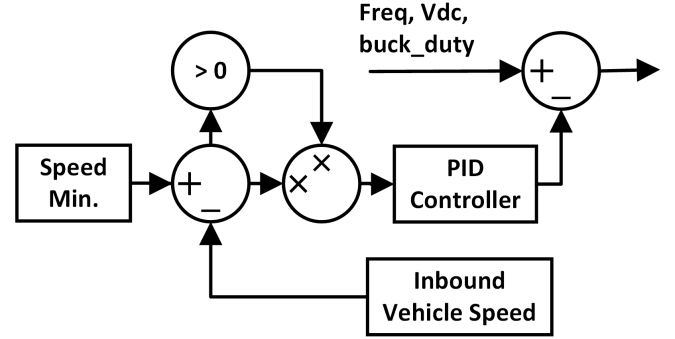 Freq, Vdc,
buck_duty
> 0
+
−
Speed
Min.
+
−
×
×
PID
Controller
Inbound
Vehicle Speed